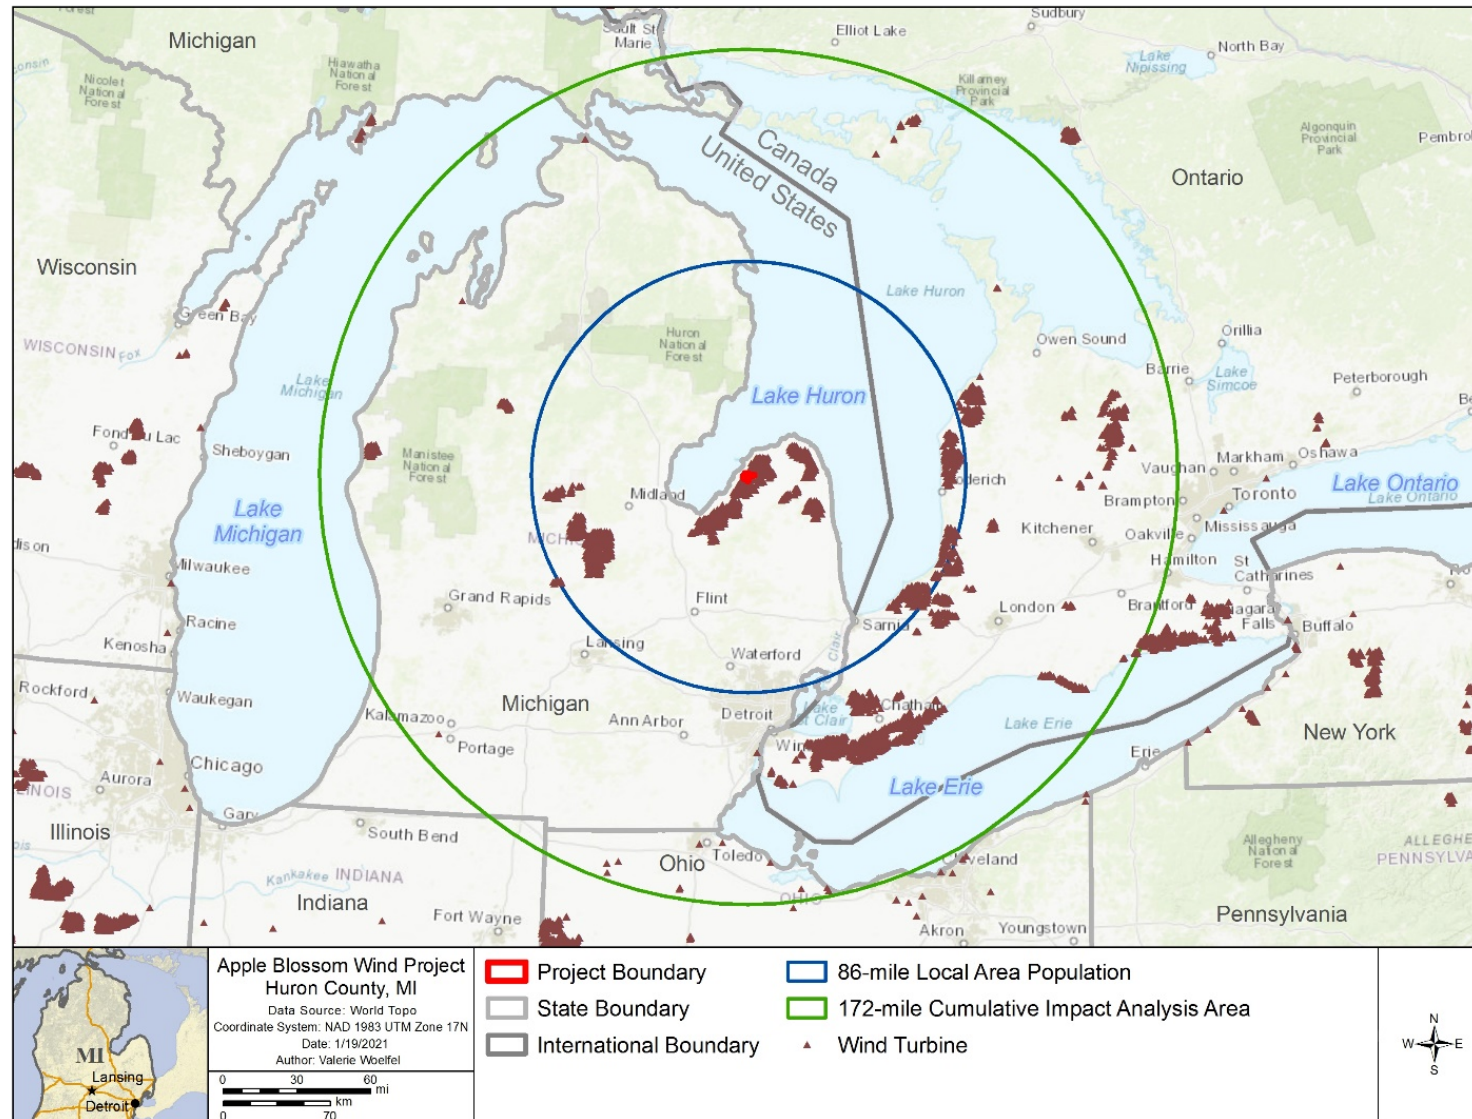 Michigan
Sault Ste
Marie
Elliot Lake
Sudbury
North Bay
Lake
Nipissing
Hiawatha
National
Forest
Nicolet
National
Forest
Killarney
Provincial
Park
Algonquin
Provincial
Park
Canada
United States
Ontario
Wisconsin
Green Bay
WISCONSIN
Fox
Lake Huron
Owen Sound
Orillia
Barrie
Lake
Simcoe
Peterborough
Huron
National
Forest
Lake
Michigan
Lake Huron
Fond du Lac
Sheboygan
Manistee
National
Forest
Midland
Goderich
Vaughan
Markham
Oshawa
Brampton
Toronto
Lake Ontario
Lake Ontario
Lake
Michigan
Kitchener
Oakville
Mississauga
Milwaukee
Hamilton
St
Catharines
Grand Rapids
Flint
London
Brantford
Niagara
Falls
Buffalo
Racine
Kenosha
Sarnia
Lansing
Waterford
Clair
Rockford
Waukegan
Michigan
Kalamazoo
Portage
Ann Arbor
Detroit
Lake
St Clair
Chatham
Lake Erie
New York
Erie
Chicago
Aurora
Lake Erie
Illinois
Gary
South Bend
Ohio
Toledo
Cleveland
Allegheny
National
Forest
Kankakee
INDIANA
Indiana
OHIO
Fort Wayne
Akron
Youngstown
Pennsylvania
Apple Blossom Wind Project
Huron County, MI
Data Source: World Topo
Coordinate System: NAD 1983 UTM Zone 17N
Date: 1/19/2021
Author: Valerie Woelfel
0 30 60
mi
km
0 70
MI
Lansing
Detroit
Project Boundary
State Boundary
International Boundary
86-mile Local Area Population
172-mile Cumulative Impact Analysis Area
Wind Turbine
N
W E
S